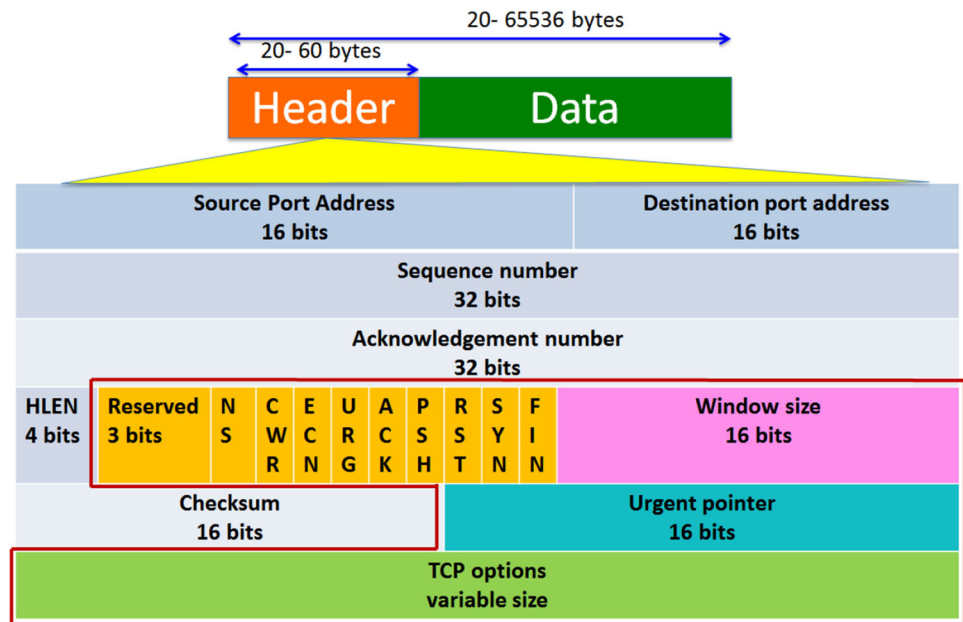 20- 65536 bytes
20- 60 bytes
Header
Data
Source Port Address
16 bits
Destination port address
16 bits
Sequence number
32 bits
Acknowledgement number
32 bits
HLEN
4 bits
Reserved
3 bits
N
S
C
W
R
E
C
N
U
R
G
A
C
K
P
S
H
R
S
T
S
Y
N
F
I
N
Window size
16 bits
Checksum
16 bits
Urgent pointer
16 bits
TCP options
variable size